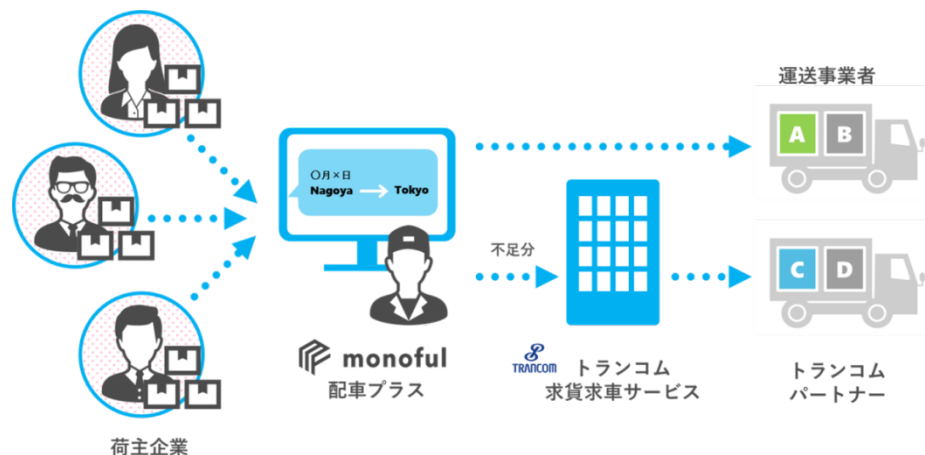 運送事業者
A B
〇月×日
Nagoya Tokyo
不足分
C D
monoful
配車プラス
TRANCOM
トランコム
求貨求車サービス
トランコム
パートナー
荷主企業